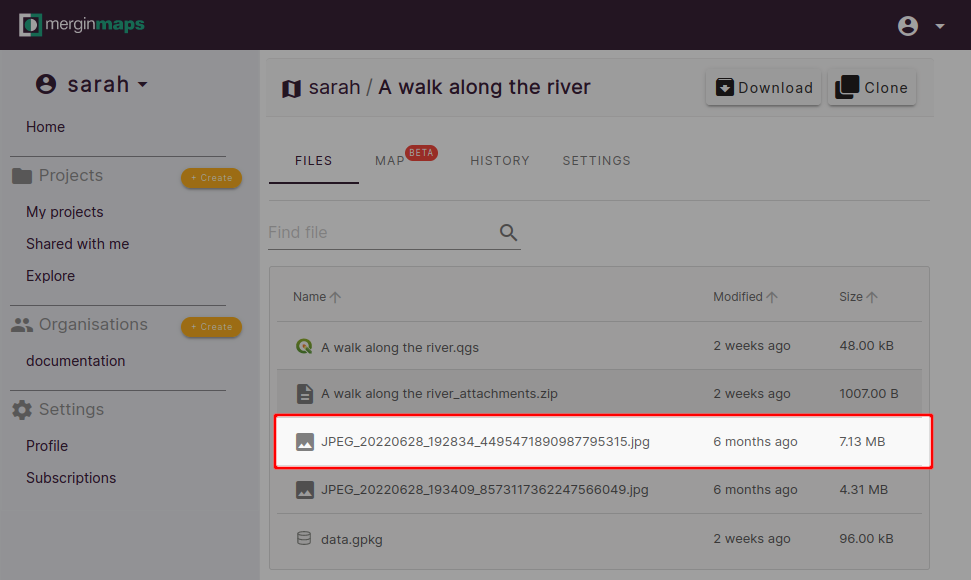 merginmaps
sarah
Home
Projects
+ Create
My projects
Shared with me
Explore
Organisations
+ Create
documentation
Settings
Profile
Subscriptions
sarah / A walk along the river
Download
Clone
FILES
MAP BETA
HISTORY
SETTINGS
Find file
Name Modified Size
A walk along the river.qgs 2 weeks ago 48.00 kB
A walk along the river_attachments.zip 2 weeks ago 1007.00 B
JPEG_20220628_192834_4495471890987795315.jpg 6 months ago 7.13 MB
JPEG_20220628_193409_8573117362247566049.jpg 6 months ago 4.31 MB
data.gpkg 2 weeks ago 96.00 kB